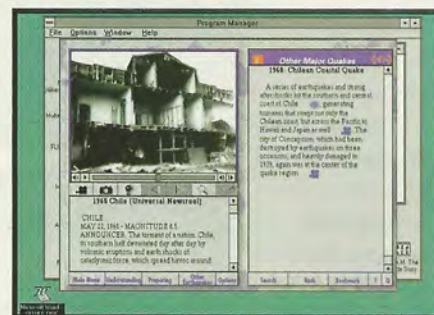 Program Manager
File Options Window Help
Other Major Quakes
1960: Chilean Coastal Quake
A series of earthquakes and strong
aftershocks hit the southern and central
coast of Chile generating
tsunamis that swept not only the
Chilean coast, but across the Pacific to
Hawaii and Japan as well. The
city of Concepcion, which had been
destroyed by earthquakes on three
occasions, and heavily damaged in
1939, again was at the center of the
quake region.
1960 Chile (Universal Newsreel)
CHILE
MAY 22, 1960 - MAGNITUDE 8.5
ANNOUNCER: The torment of a nation. Chile,
its southern half devastated day after day by
volcanic eruptions and earth shocks of
cataclysmic force, which spread havoc around
Main Menu Understanding Preparing Other Earthquakes Options
Search Back Bookmark ? Q